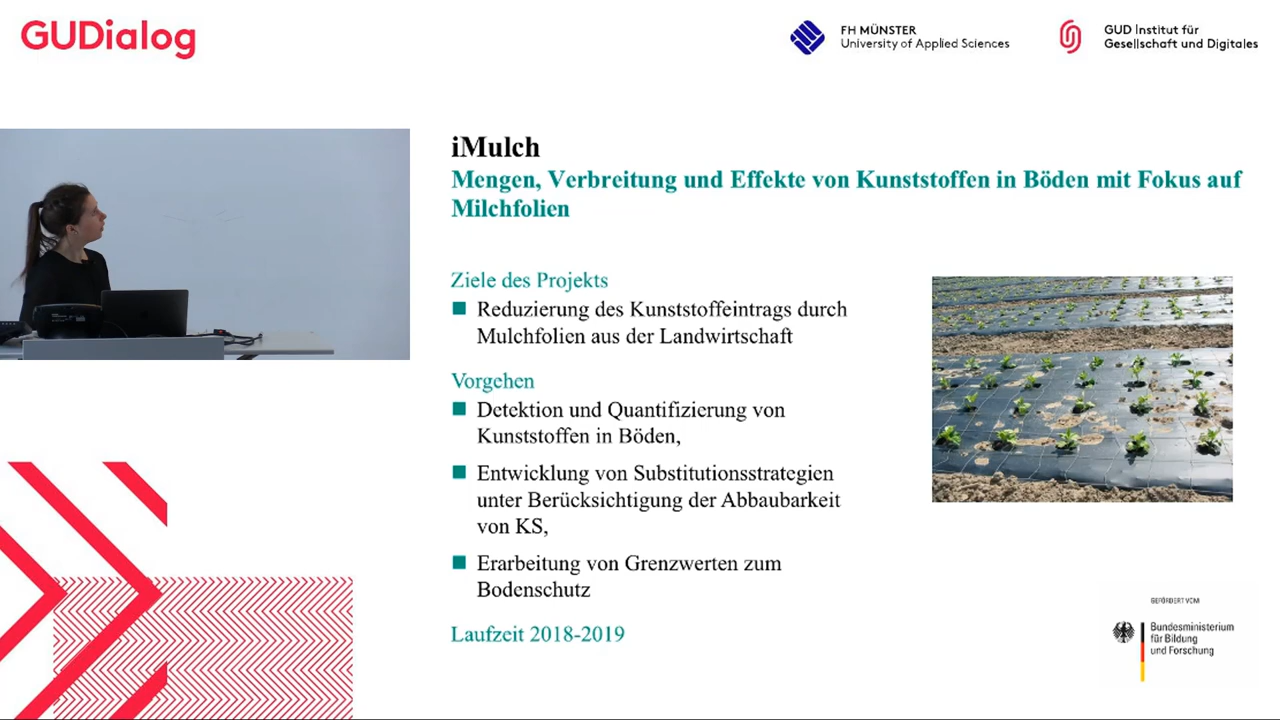 GUDialog
FH MÜNSTER
University of Applied Sciences
GUD Institut für
Gesellschaft und Digitales
iMulch
Mengen, Verbreitung und Effekte von Kunststoffen in Böden mit Fokus auf
Milchfolien
Ziele des Projekts
Reduzierung des Kunststoffeintrags durch
Mulchfolien aus der Landwirtschaft
Vorgehen
Detektion und Quantifizierung von
Kunststoffen in Böden,
Entwicklung von Substitutionsstrategien
unter Berücksichtigung der Abbaubarkeit
von KS,
Erarbeitung von Grenzwerten zum
Bodenschutz
Laufzeit 2018-2019
GEFÖRDERT VOM
Bundesministerium
für Bildung
und Forschung